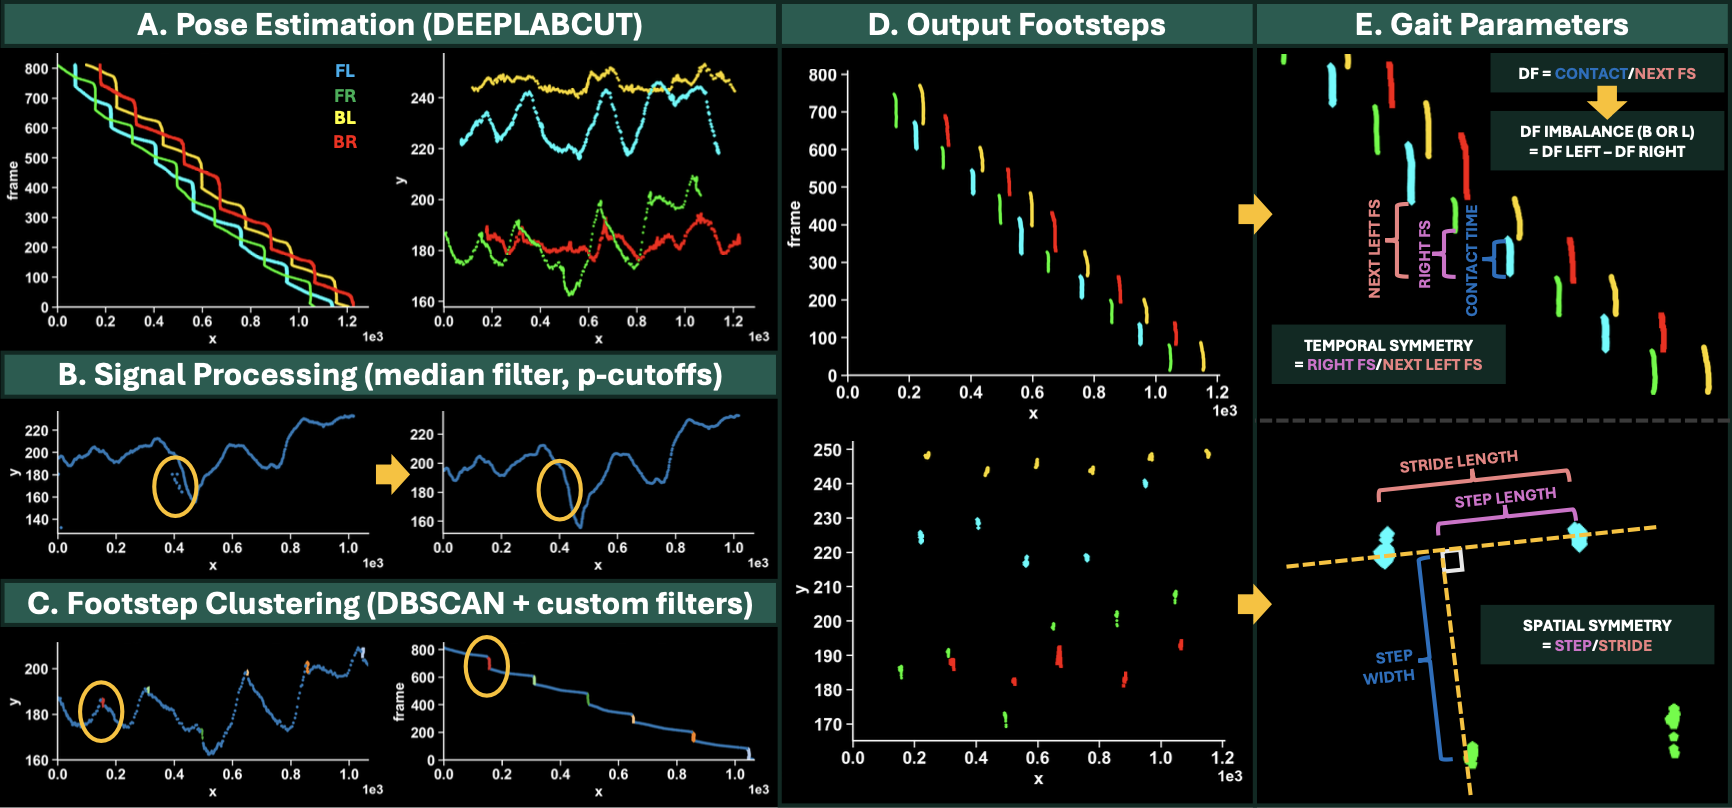 A. Pose Estimation (DEEPLABCUT)
frame
800
700
600
500
400
300
200
100
0
0.0 0.2 0.4 0.6 0.8 1.0 1.2
1e3
x
FL
FR
BL
BR
y
240
220
200
180
160
0.0 0.2 0.4 0.6 0.8 1.0 1.2
1e3
x
B. Signal Processing (median filter, p-cutoffs)
y
220
200
180
160
140
0.0 0.2 0.4 0.6 0.8 1.0
1e3
x
220
200
180
160
0.0 0.2 0.4 0.6 0.8 1.0
1e3
x
C. Footstep Clustering (DBSCAN + custom filters)
y
200
180
160
0.0 0.2 0.4 0.6 0.8 1.0
1e3
x
frame
800
600
400
200
0
0.0 0.2 0.4 0.6 0.8 1.0
1e3
x
D. Output Footsteps
frame
800
700
600
500
400
300
200
100
0
0.0 0.2 0.4 0.6 0.8 1.0 1.2
1e3
x
y
250
240
230
220
210
200
190
180
170
0.0 0.2 0.4 0.6 0.8 1.0 1.2
1e3
x
E. Gait Parameters
DF = CONTACT/NEXT FS
DF IMBALANCE (B OR L)
= DF LEFT – DF RIGHT
NEXT LEFT FS
RIGHT FS
CONTACT TIME
TEMPORAL SYMMETRY
= RIGHT FS/NEXT LEFT FS
STRIDE LENGTH
STEP LENGTH
STEP
WIDTH
SPATIAL SYMMETRY
= STEP/STRIDE